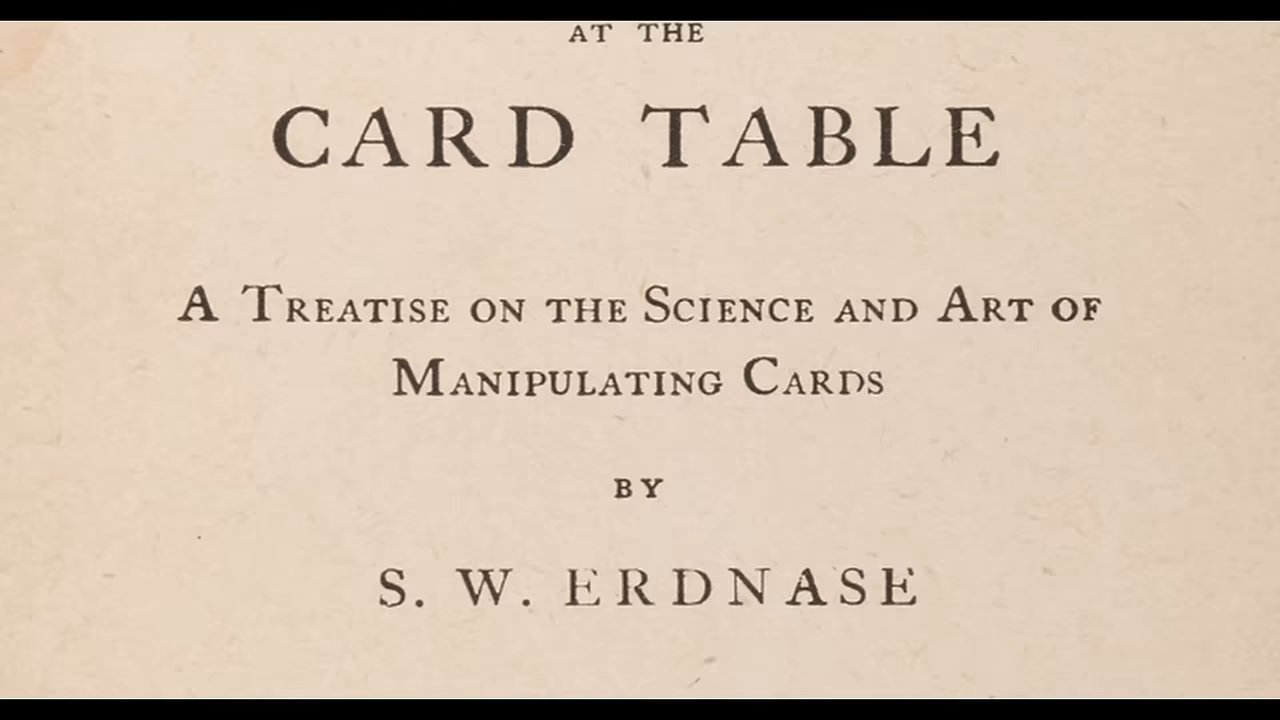 AT THE
CARD TABLE
A TREATISE ON THE SCIENCE AND ART OF
MANIPULATING CARDS
BY
S. W. ERDNASE